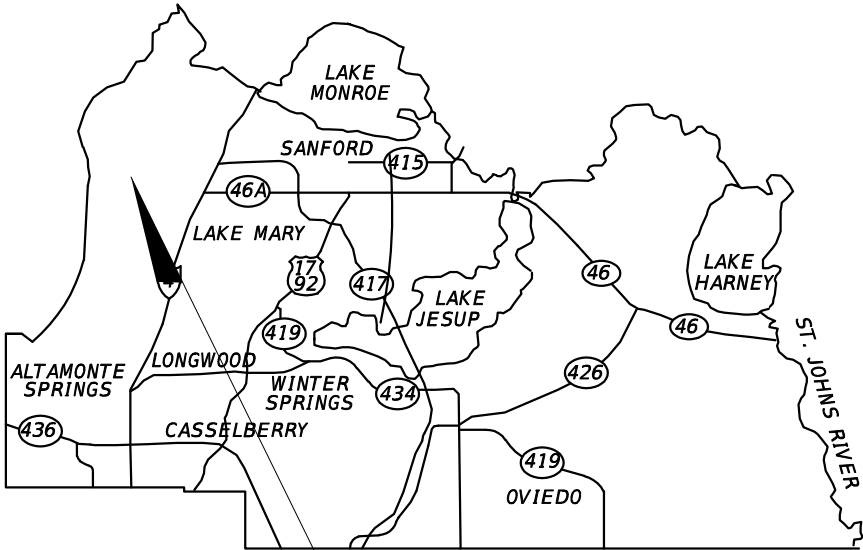 LAKE
MONROE
SANFORD
415
46A
LAKE MARY
17
92
417
46
LAKE
HARNEY
LAKE
JESUP
46
419
ST. JOHNS RIVER
LONGWOOD
ALTAMONTE
SPRINGS
WINTER
SPRINGS
434
426
436
CASSELBERRY
419
OVIEDO